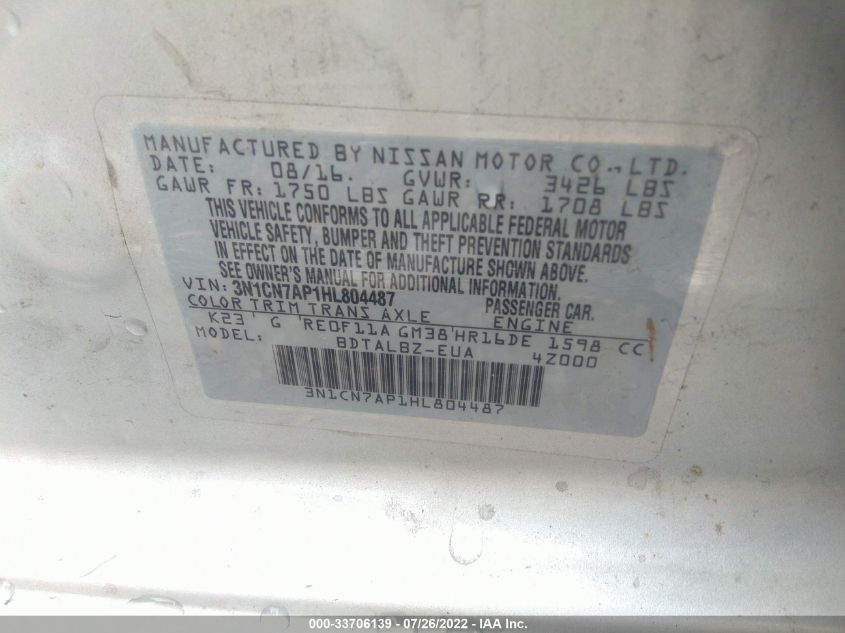 MANUFACTURED BY NISSAN MOTOR CO., LTD.
DATE: 08/16. GVWR: 3426 LBS
GAWR FR: 1750 LBS GAWR RR: 1708 LBS
THIS VEHICLE CONFORMS TO ALL APPLICABLE FEDERAL MOTOR
VEHICLE SAFETY, BUMPER AND THEFT PREVENTION STANDARDS
IN EFFECT ON THE DATE OF MANUFACTURE SHOWN ABOVE.
SEE OWNER'S MANUAL FOR ADDITIONAL INFORMATION.
VIN: 3N1CN7AP1HL804487 PASSENGER CAR.
COLOR TRIM TRANS AXLE ENGINE
K23' G 'RE0F11A GM38'HR16DE 1598 CC
MODEL: BDTALBZ-EUA 4Z000
3N1CN7AP1HL804487
000-33706139 - 07/26/2022 - IAA Inc.